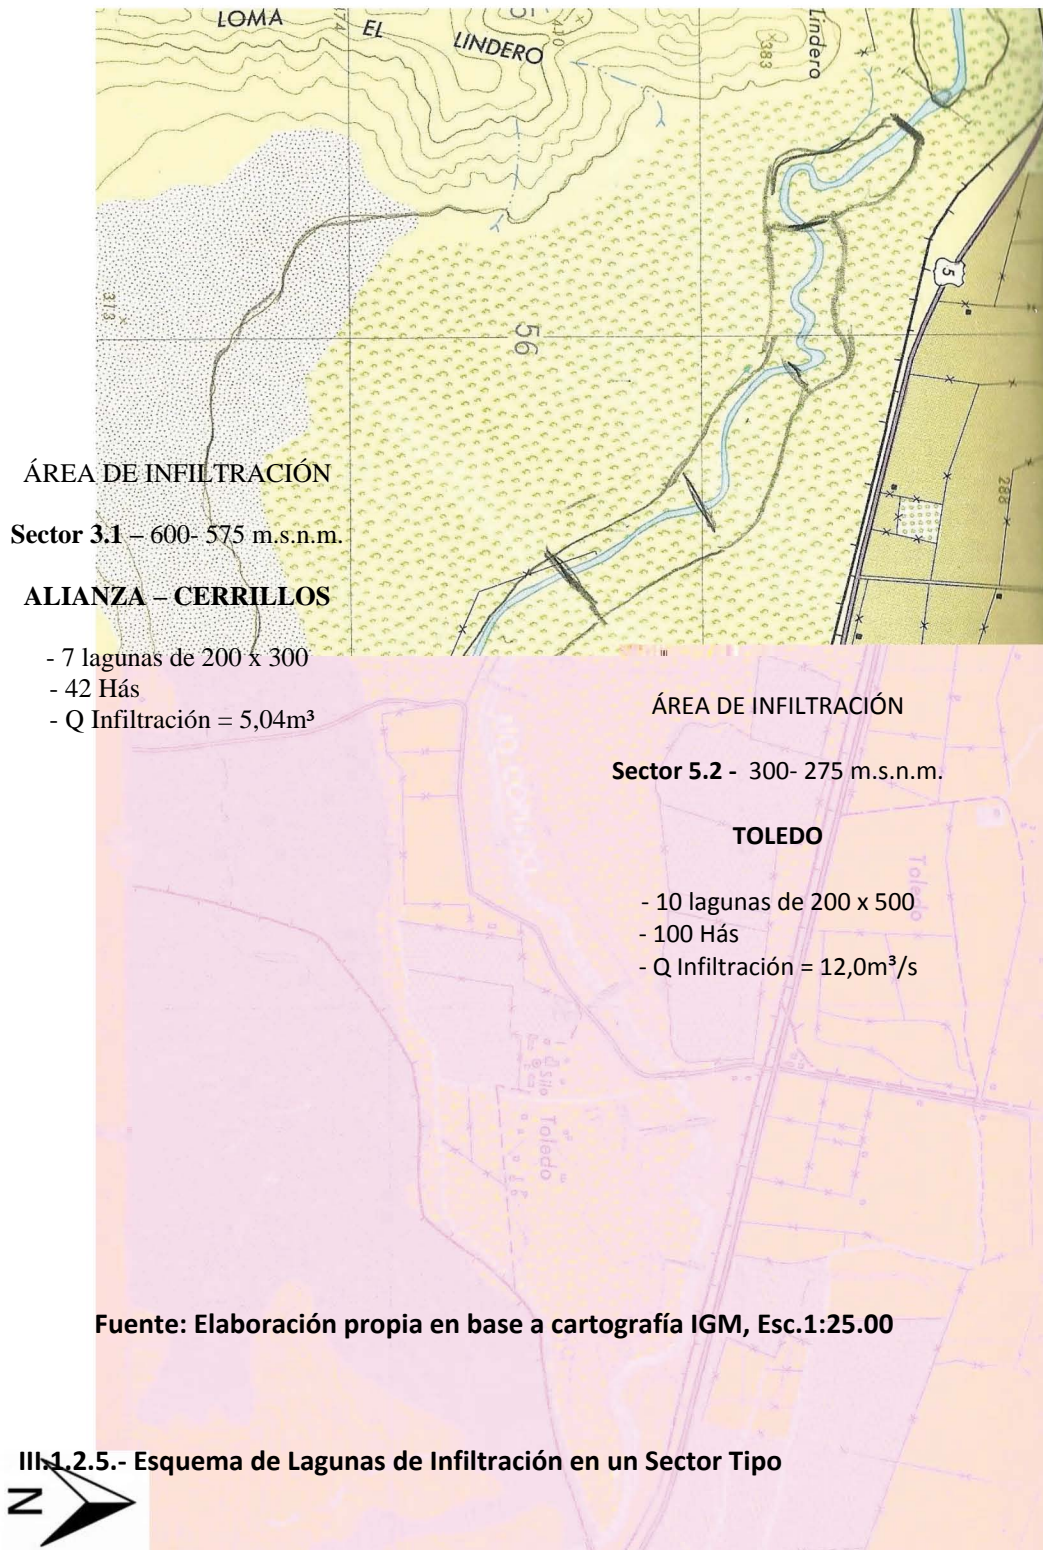 LOMA EL LINDERO
474
410
383
Lindero
5
56
313
288
ÁREA DE INFILTRACIÓN
Sector 3.1 – 600- 575 m.s.n.m.
ALIANZA – CERRILLOS
- 7 lagunas de 200 x 300
- 42 Hás
- Q Infiltración = 5,04m³
ÁREA DE INFILTRACIÓN
Sector 5.2 - 300- 275 m.s.n.m.
TOLEDO
- 10 lagunas de 200 x 500
- 100 Hás
- Q Infiltración = 12,0m³/s
Toledo
Silo
Toledo
Fuente: Elaboración propia en base a cartografía IGM, Esc.1:25.00
III.1.2.5.- Esquema de Lagunas de Infiltración en un Sector Tipo
N